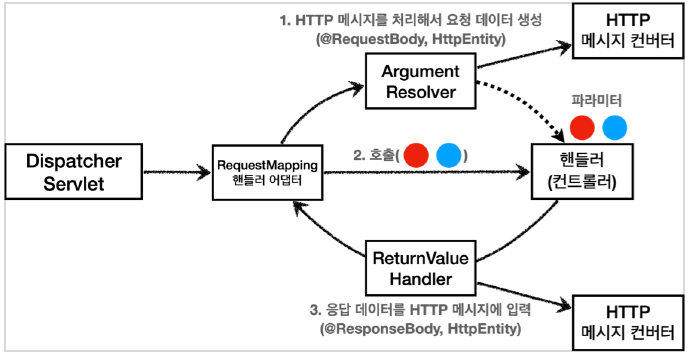 1. HTTP 메시지를 처리해서 요청 데이터 생성
(@RequestBody, HttpEntity)
HTTP
메시지 컨버터
Argument
Resolver
파라미터
Dispatcher
Servlet
RequestMapping
핸들러 어댑터
2. 호출( )
핸들러
(컨트롤러)
ReturnValue
Handler
3. 응답 데이터를 HTTP 메시지에 입력
(@ResponseBody, HttpEntity)
HTTP
메시지 컨버터